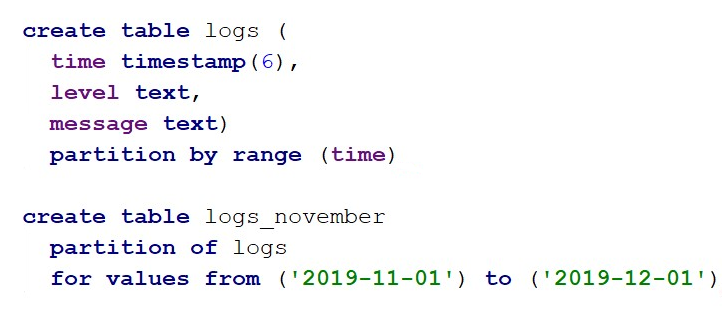 create table logs (
time timestamp(6),
level text,
message text)
partition by range (time)
create table logs_november
partition of logs
for values from ('2019-11-01') to ('2019-12-01')